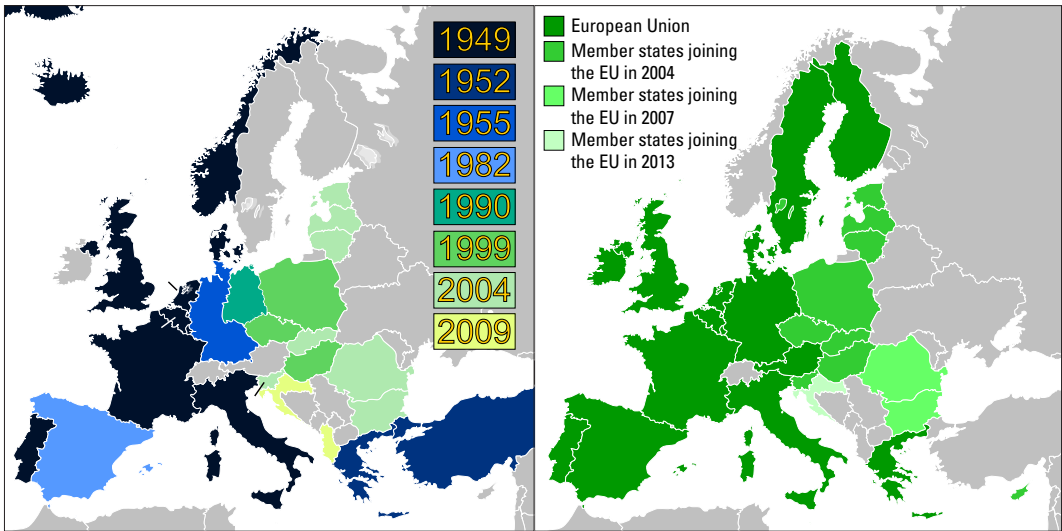 1949
1952
1955
1982
1990
1999
2004
2009
European Union
Member states joining
the EU in 2004
Member states joining
the EU in 2007
Member states joining
the EU in 2013